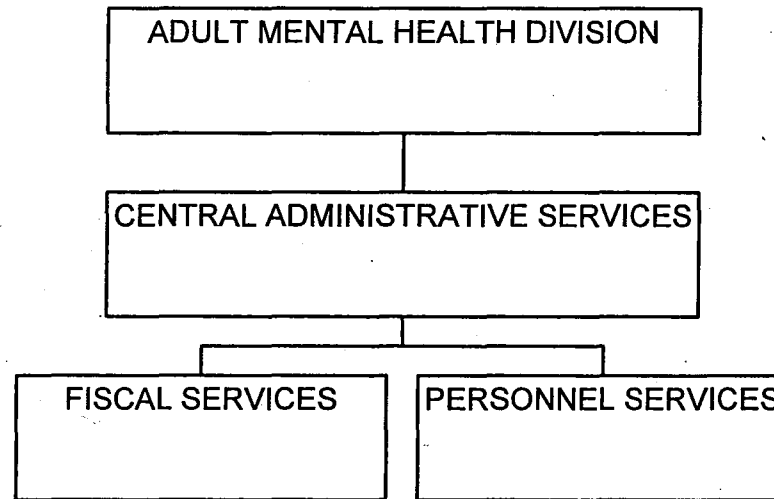 ADULT MENTAL HEALTH DIVISION
CENTRAL ADMINISTRATIVE SERVICES
FISCAL SERVICES
PERSONNEL SERVICES